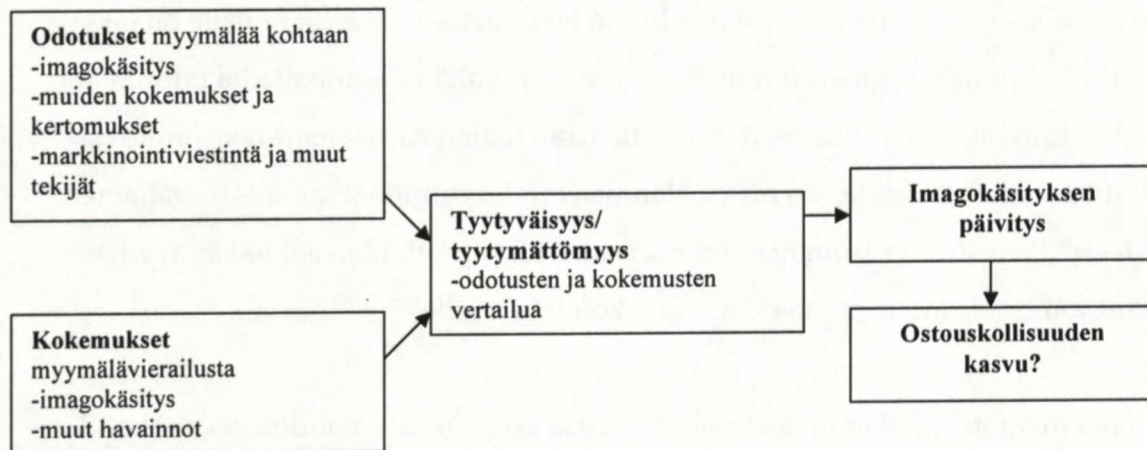 Odotukset myymälää kohtaan
-imagokäsitys
-muiden kokemukset ja
kertomukset
-markkinointiviestintä ja muut
tekijät
Kokemukset
myymälävierailusta
-imagokäsitys
-muut havainnot
Tyytyväisyys/
tyytymättömyys
-odotusten ja kokemusten
vertailua
Imagokäsityksen
päivitys
Ostouskollisuuden
kasvu?